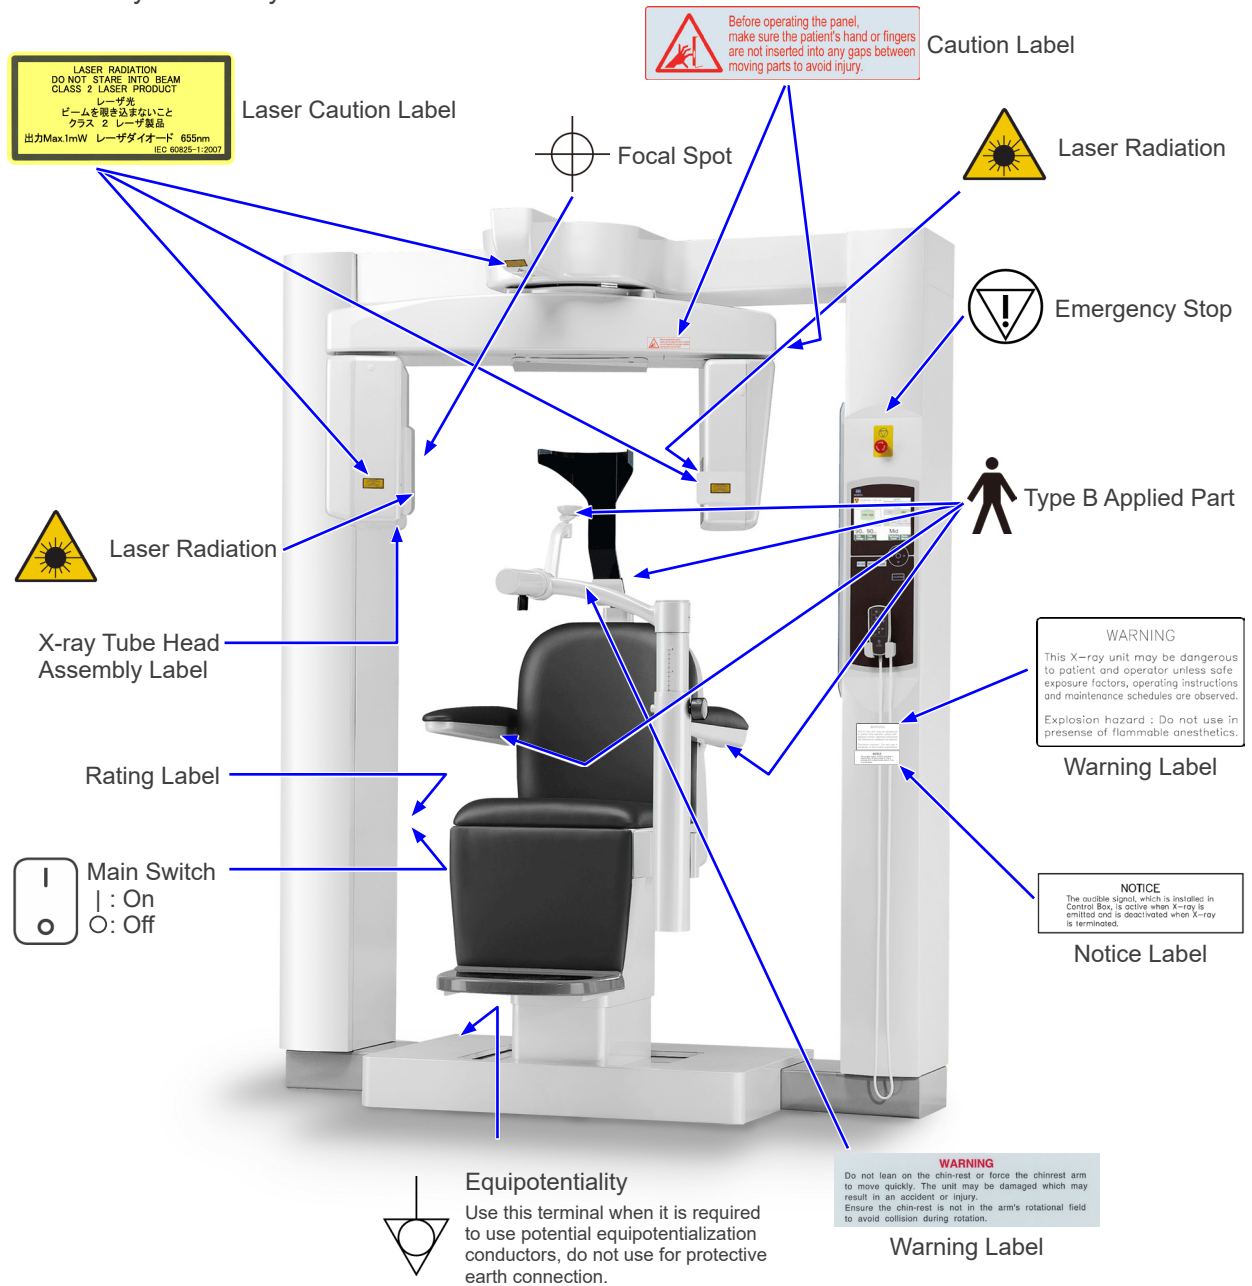 LASER RADIATION
DO NOT STARE INTO BEAM
CLASS 2 LASER PRODUCT
レーザ光
ビームを覗き込まないこと
クラス 2 レーザ製品
出力Max.1mW レーザダイオード 655nm
IEC 60825-1:2007
Laser Caution Label
Before operating the panel,
make sure the patient's hand or fingers
are not inserted into any gaps between
moving parts to avoid injury.
Caution Label
Focal Spot
Laser Radiation
Emergency Stop
Type B Applied Part
Laser Radiation
X-ray Tube Head
Assembly Label
WARNING
This X-ray unit may be dangerous
to patient and operator unless safe
exposure factors, operating instructions
and maintenance schedules are observed.
Explosion hazard : Do not use in
presence of flammable anesthetics.
Warning Label
Rating Label
Main Switch
| : On
○: Off
NOTICE
The audible signal, which is installed in
Control Box, is active when X-ray is
emitted and is deactivated when X-ray
is terminated.
Notice Label
Equipotentiality
Use this terminal when it is required
to use potential equipotentialization
conductors, do not use for protective
earth connection.
WARNING
Do not lean on the chin-rest or force the chinrest arm
to move quickly. The unit may be damaged which may
result in an accident or injury.
Ensure the chin-rest is not in the arm's rotational field
to avoid collision during rotation.
Warning Label